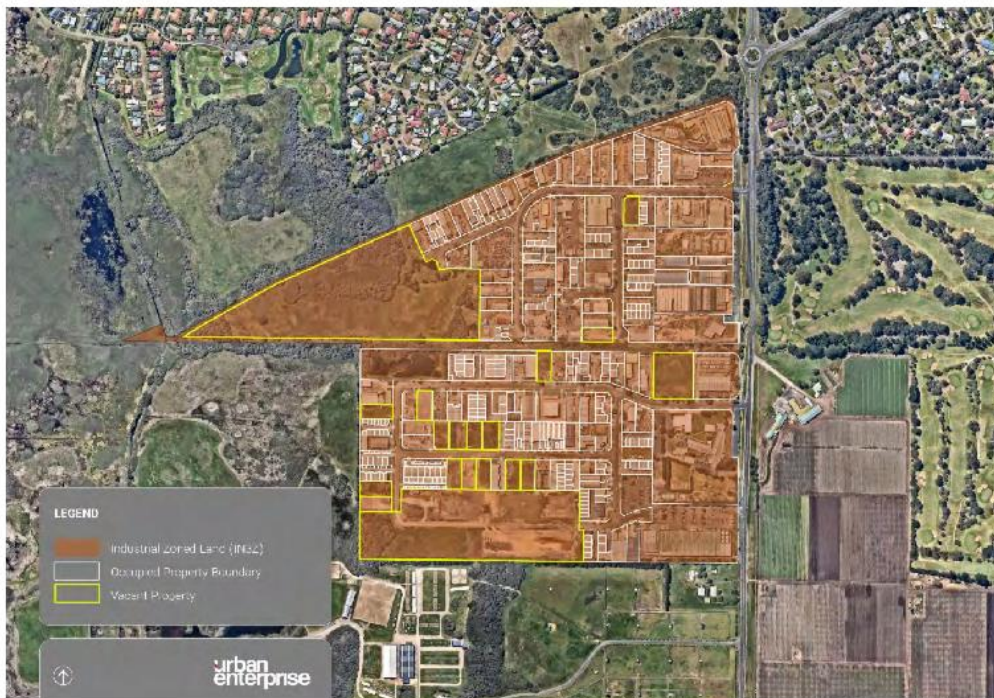 LEGEND
Industrial Zoned Land (IN3Z)
Occupied Property Boundary
Vacant Property
urban
enterprise